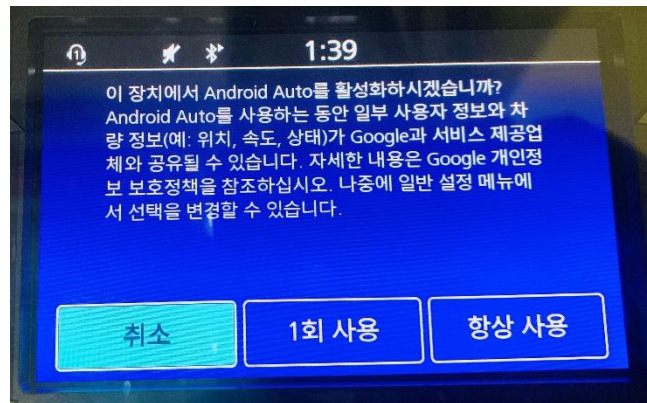 1 1:39
이 장치에서 Android Auto를 활성화하시겠습니까?
Android Auto를 사용하는 동안 일부 사용자 정보와 차
량 정보(예: 위치, 속도, 상태)가 Google과 서비스 제공업
체와 공유될 수 있습니다. 자세한 내용은 Google 개인정
보 보호정책을 참조하십시오. 나중에 일반 설정 메뉴에
서 선택을 변경할 수 있습니다.
취소 1회 사용 항상 사용